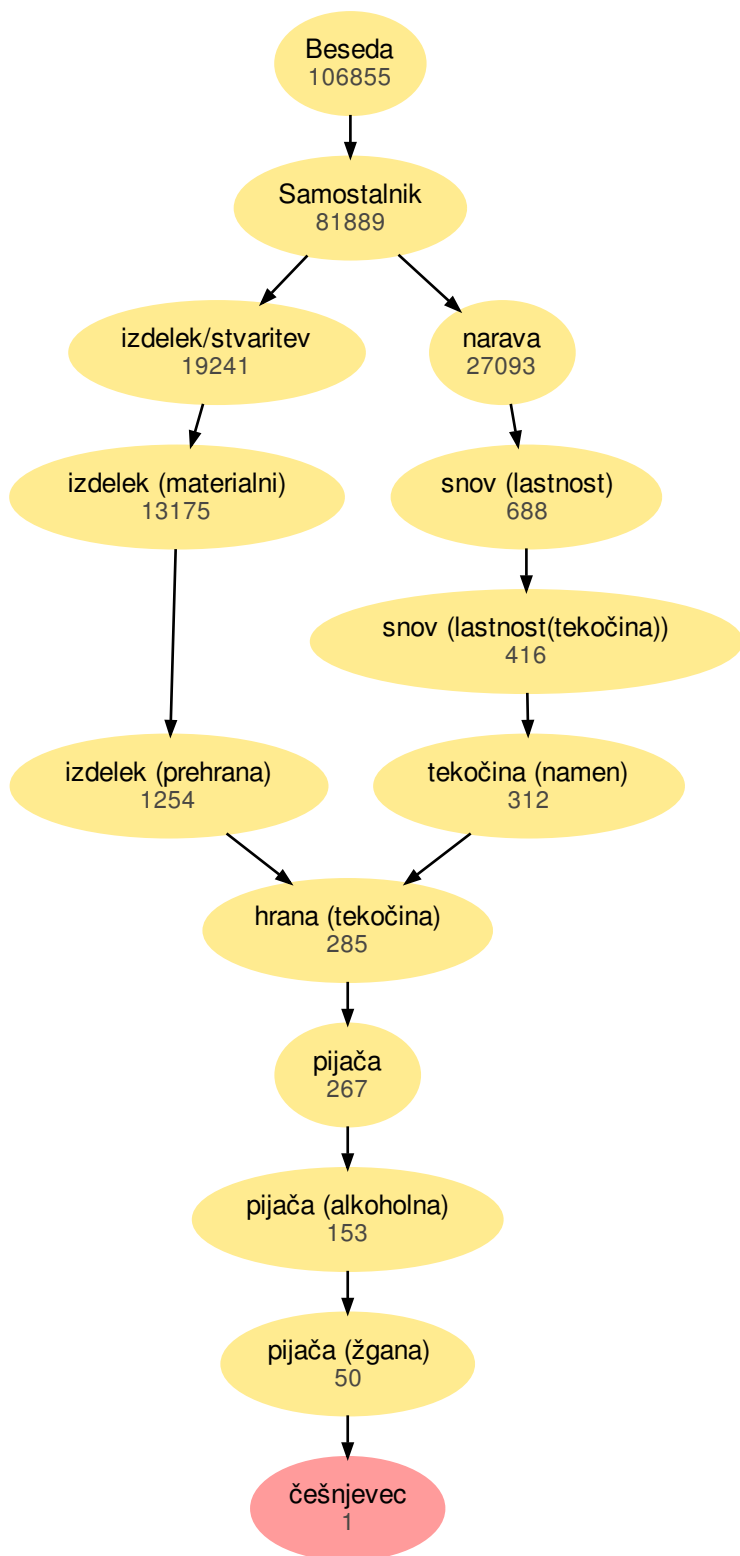 Beseda
106855
Samostalnik
81889
izdelek/stvaritev
19241
narava
27093
izdelek (materialni)
13175
snov (lastnost)
688
snov (lastnost(tekočina))
416
izdelek (prehrana)
1254
tekočina (namen)
312
hrana (tekočina)
285
pijača
267
pijača (alkoholna)
153
pijača (žgana)
50
češnjevec
1